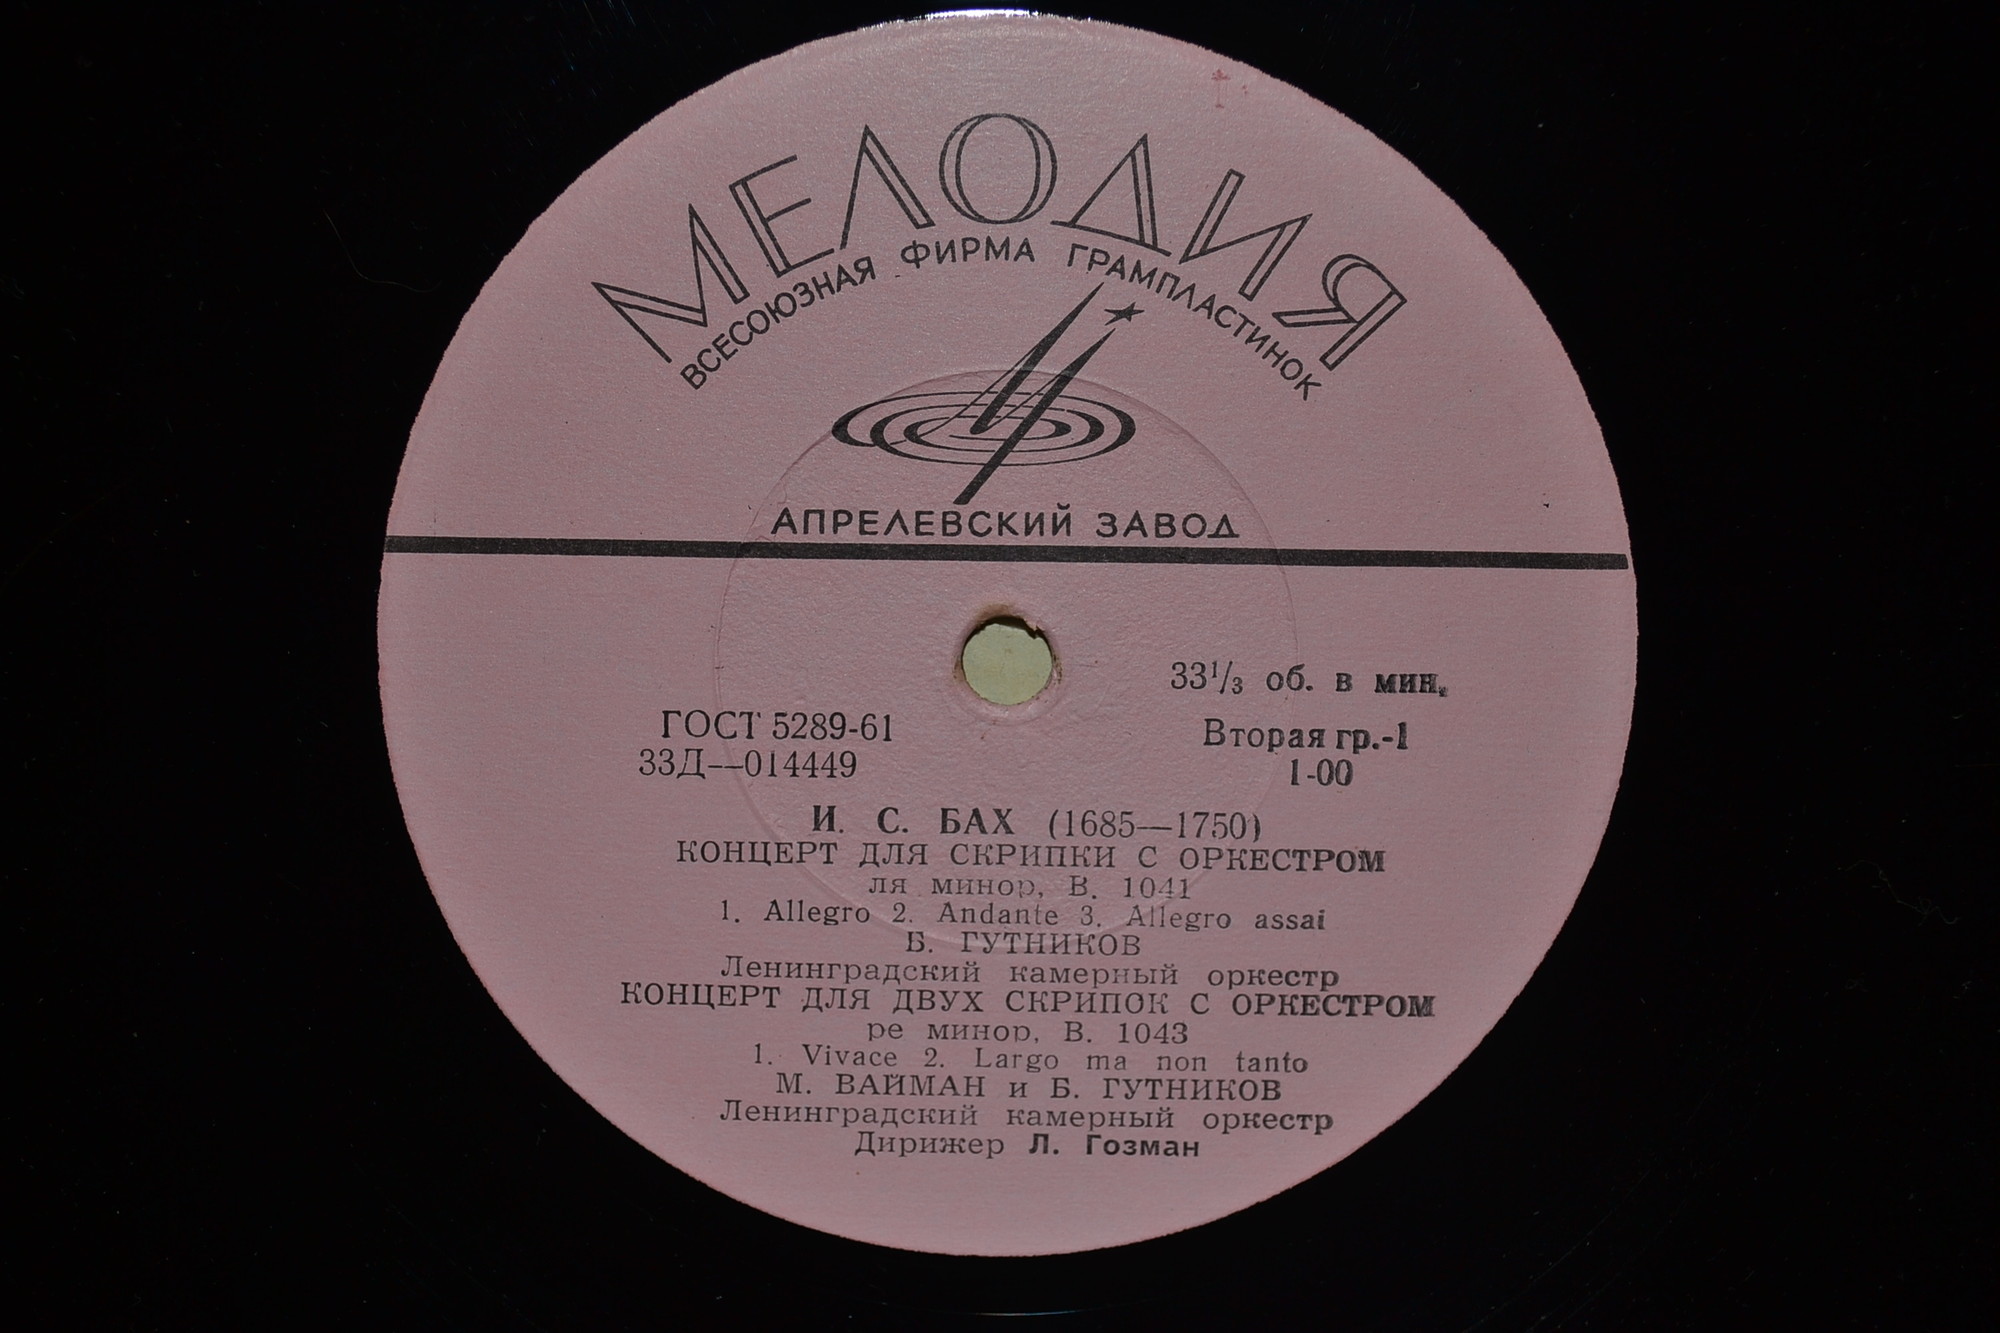 МЕЛОДИЯ
ВСЕСОЮЗНАЯ ФИРМА ГРАМПЛАСТИНОК
АПРЕЛЕВСКИЙ ЗАВОД
33¹/₃ об. в мин.
ГОСТ 5289-61
Вторая гр.-1
33Д—014449
1-00
И. С. БАХ (1685—1750)
КОНЦЕРТ ДЛЯ СКРИПКИ С ОРКЕСТРОМ
ля минор, В. 1041
1. Allegro 2. Andante 3. Allegro assai
Б. ГУТНИКОВ
Ленинградский камерный оркестр
КОНЦЕРТ ДЛЯ ДВУХ СКРИПОК С ОРКЕСТРОМ
ре минор, В. 1043
1. Vivace 2. Largo ma non tanto
М. ВАЙМАН и Б. ГУТНИКОВ
Ленинградский камерный оркестр
Дирижер Л. Гозман